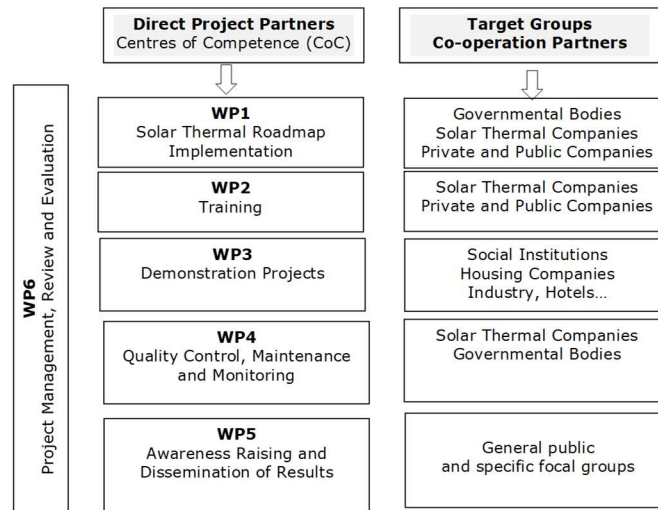 Direct Project Partners
Centres of Competence (CoC)
Target Groups
Co-operation Partners
WP6
Project Management, Review and Evaluation
WP1
Solar Thermal Roadmap
Implementation
Governmental Bodies
Solar Thermal Companies
Private and Public Companies
WP2
Training
Solar Thermal Companies
Private and Public Companies
WP3
Demonstration Projects
Social Institutions
Housing Companies
Industry, Hotels...
WP4
Quality Control, Maintenance
and Monitoring
Solar Thermal Companies
Governmental Bodies
WP5
Awareness Raising and
Dissemination of Results
General public
and specific focal groups